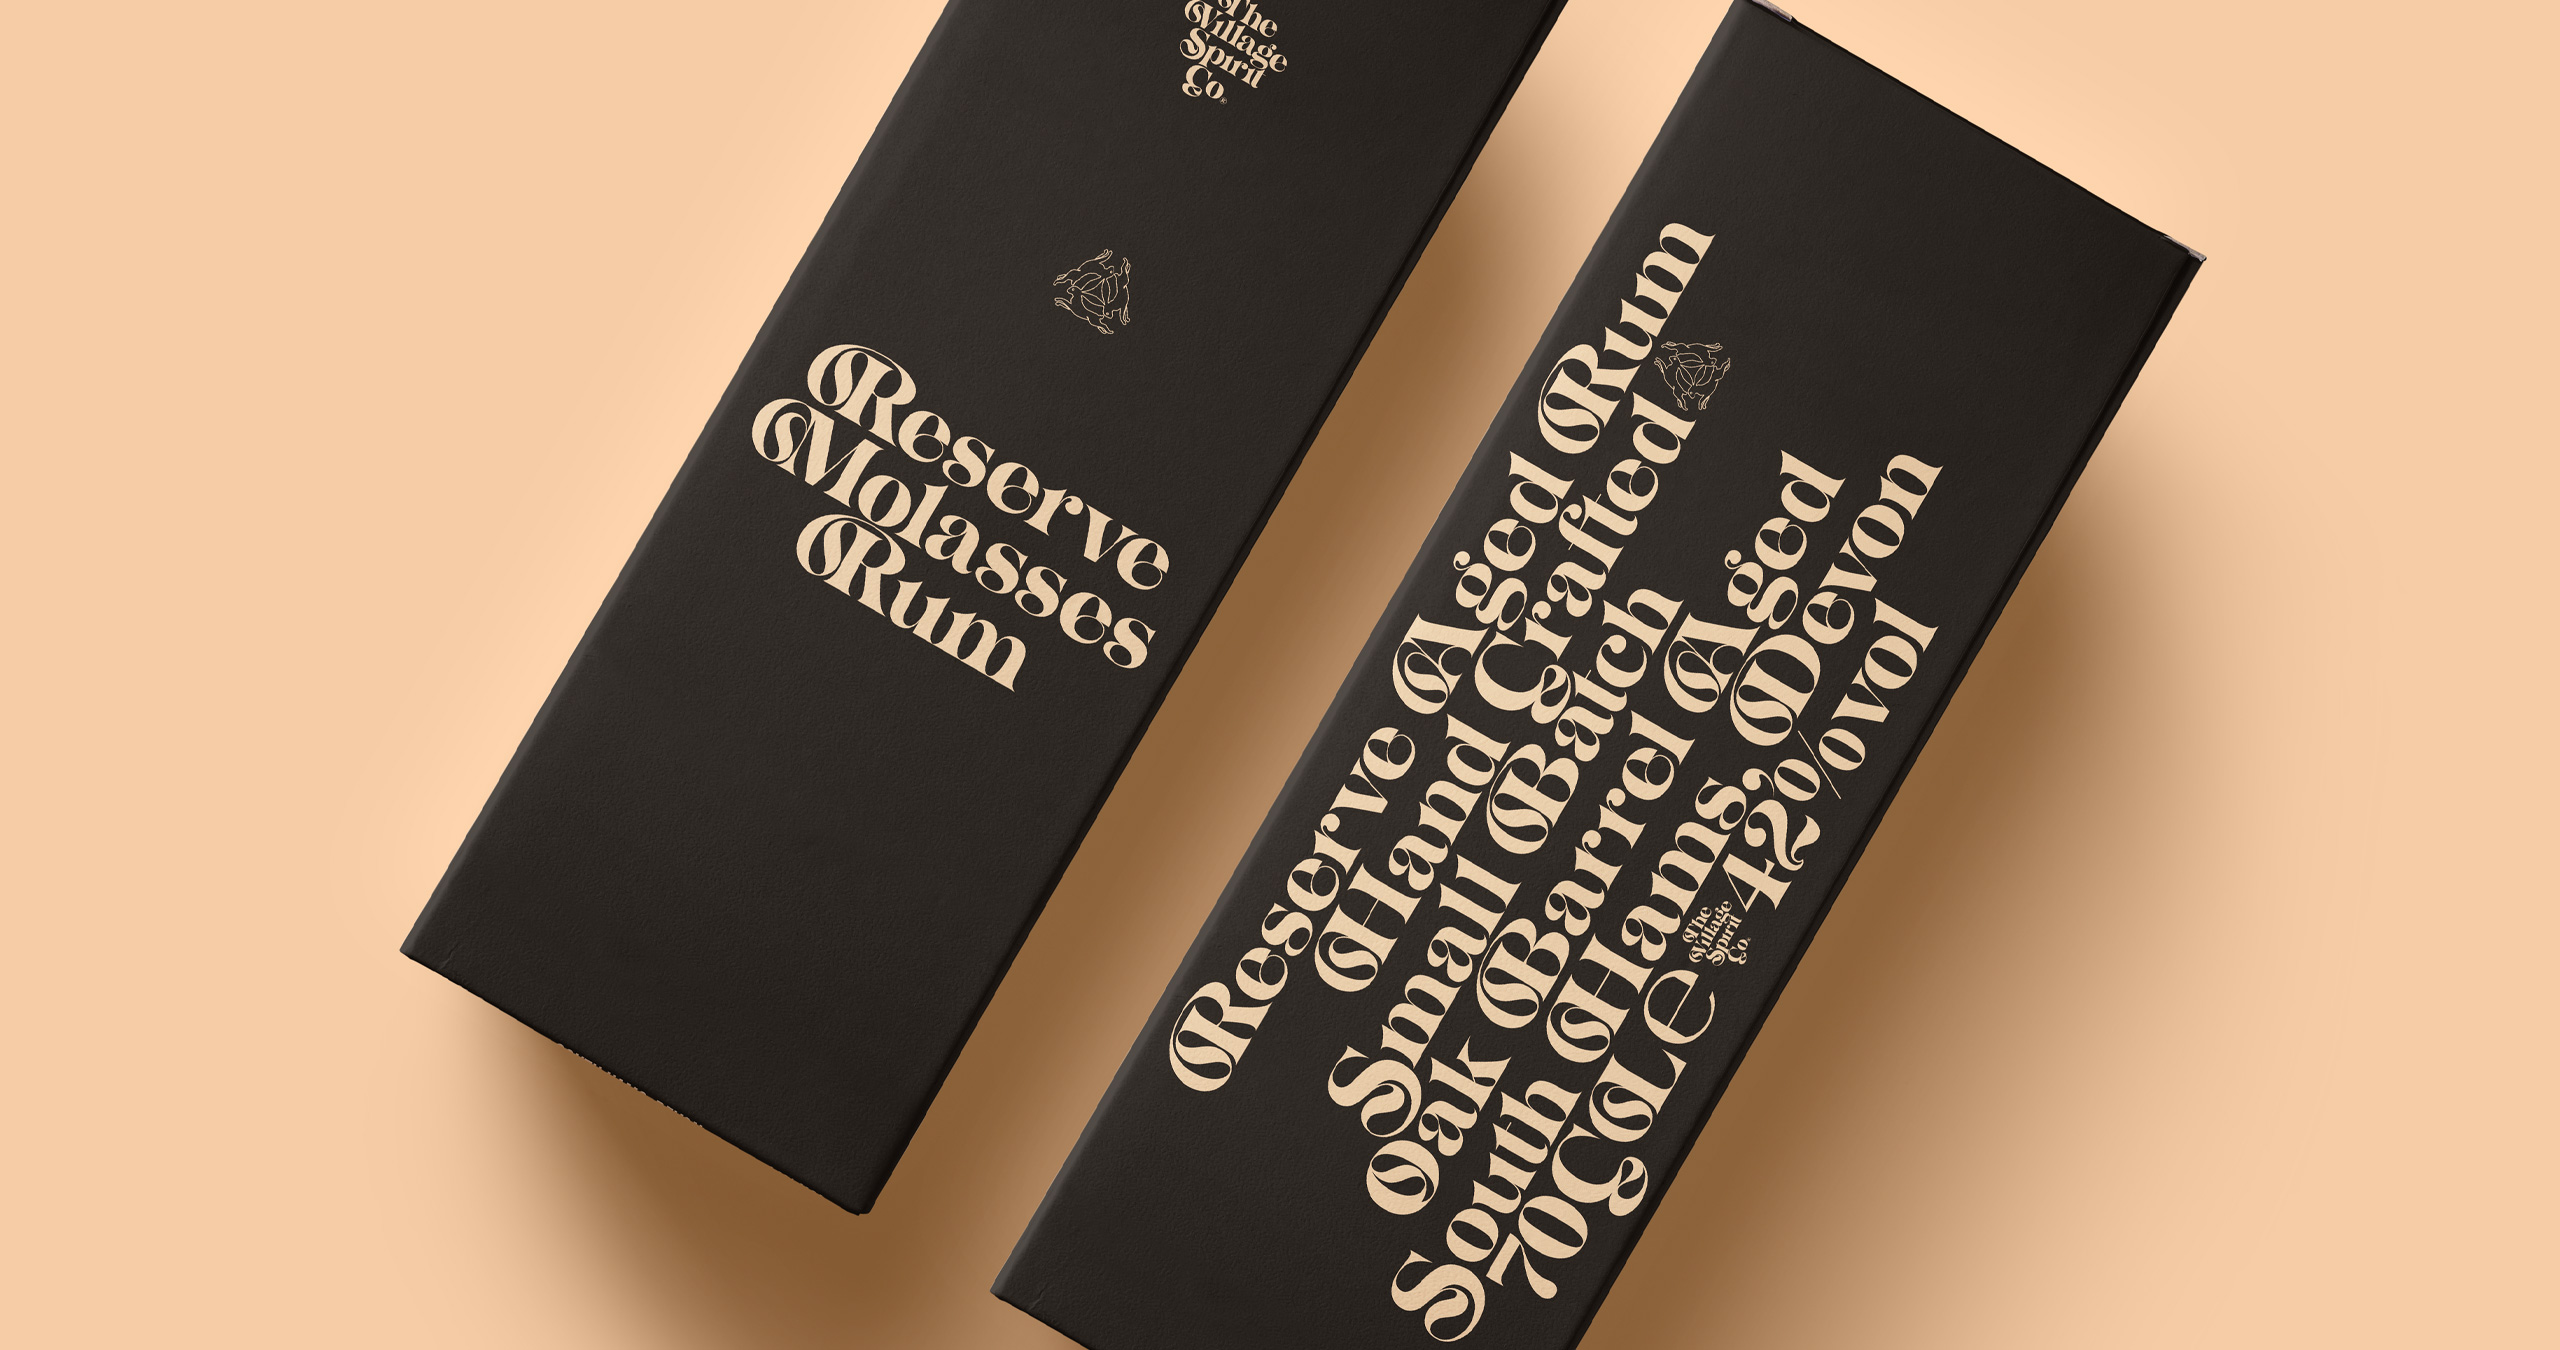 The
Village
Spirit
Co.
Reserve
Molasses
Rum
Reserve Aged Rum
Hand Crafted
Small Batch
Oak Barrel Aged
South Hams Devon
70CL e 42%vol
The
Village
Spirit
Co.